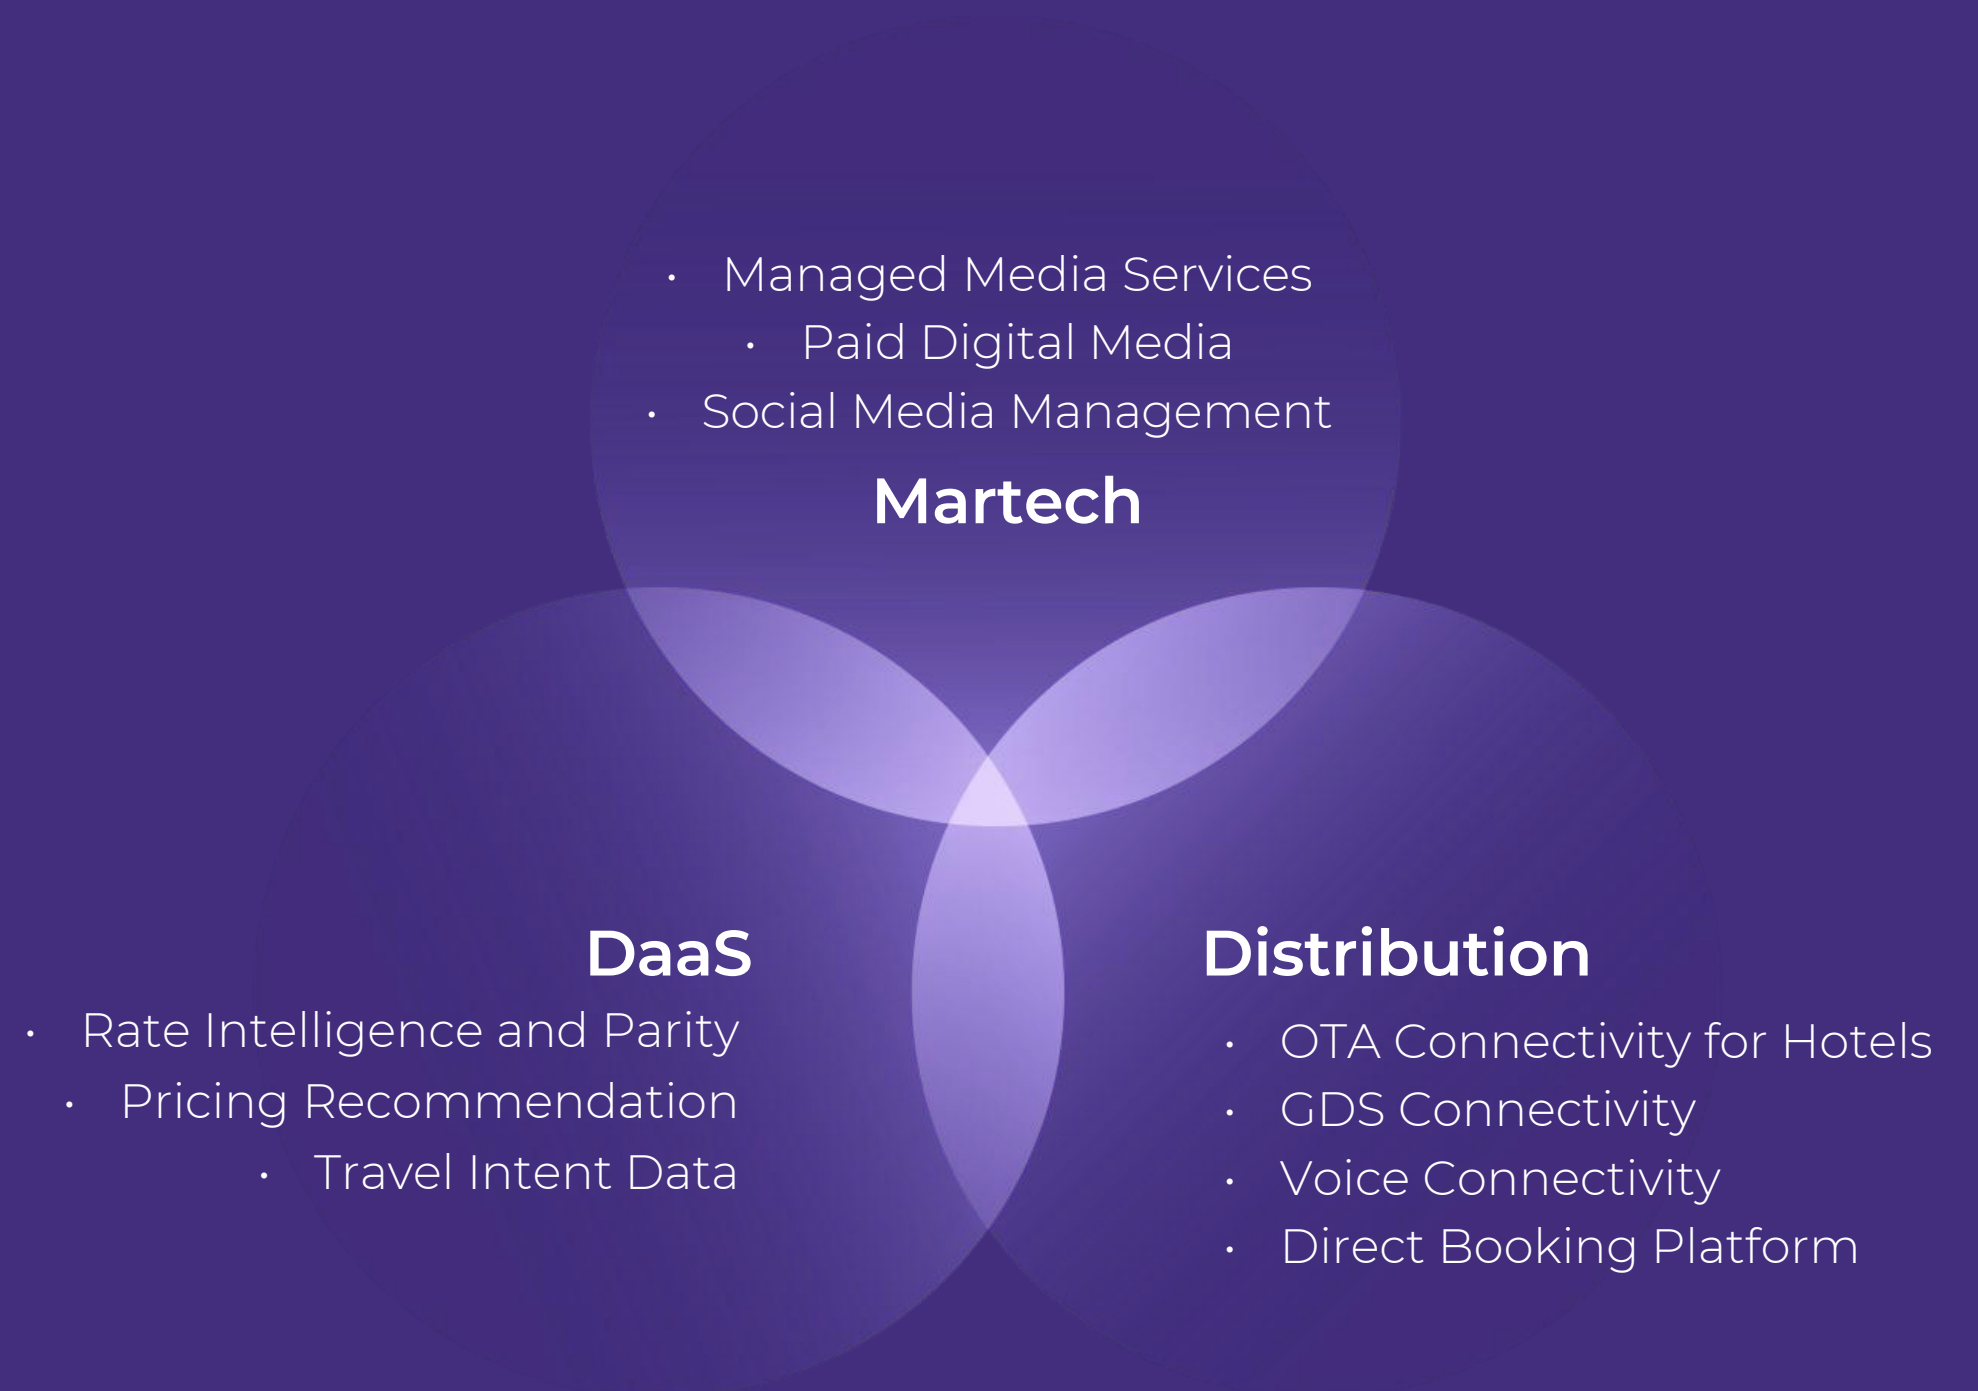 • Managed Media Services
• Paid Digital Media
• Social Media Management
Martech
DaaS
• Rate Intelligence and Parity
• Pricing Recommendation
• Travel Intent Data
Distribution
• OTA Connectivity for Hotels
• GDS Connectivity
• Voice Connectivity
• Direct Booking Platform